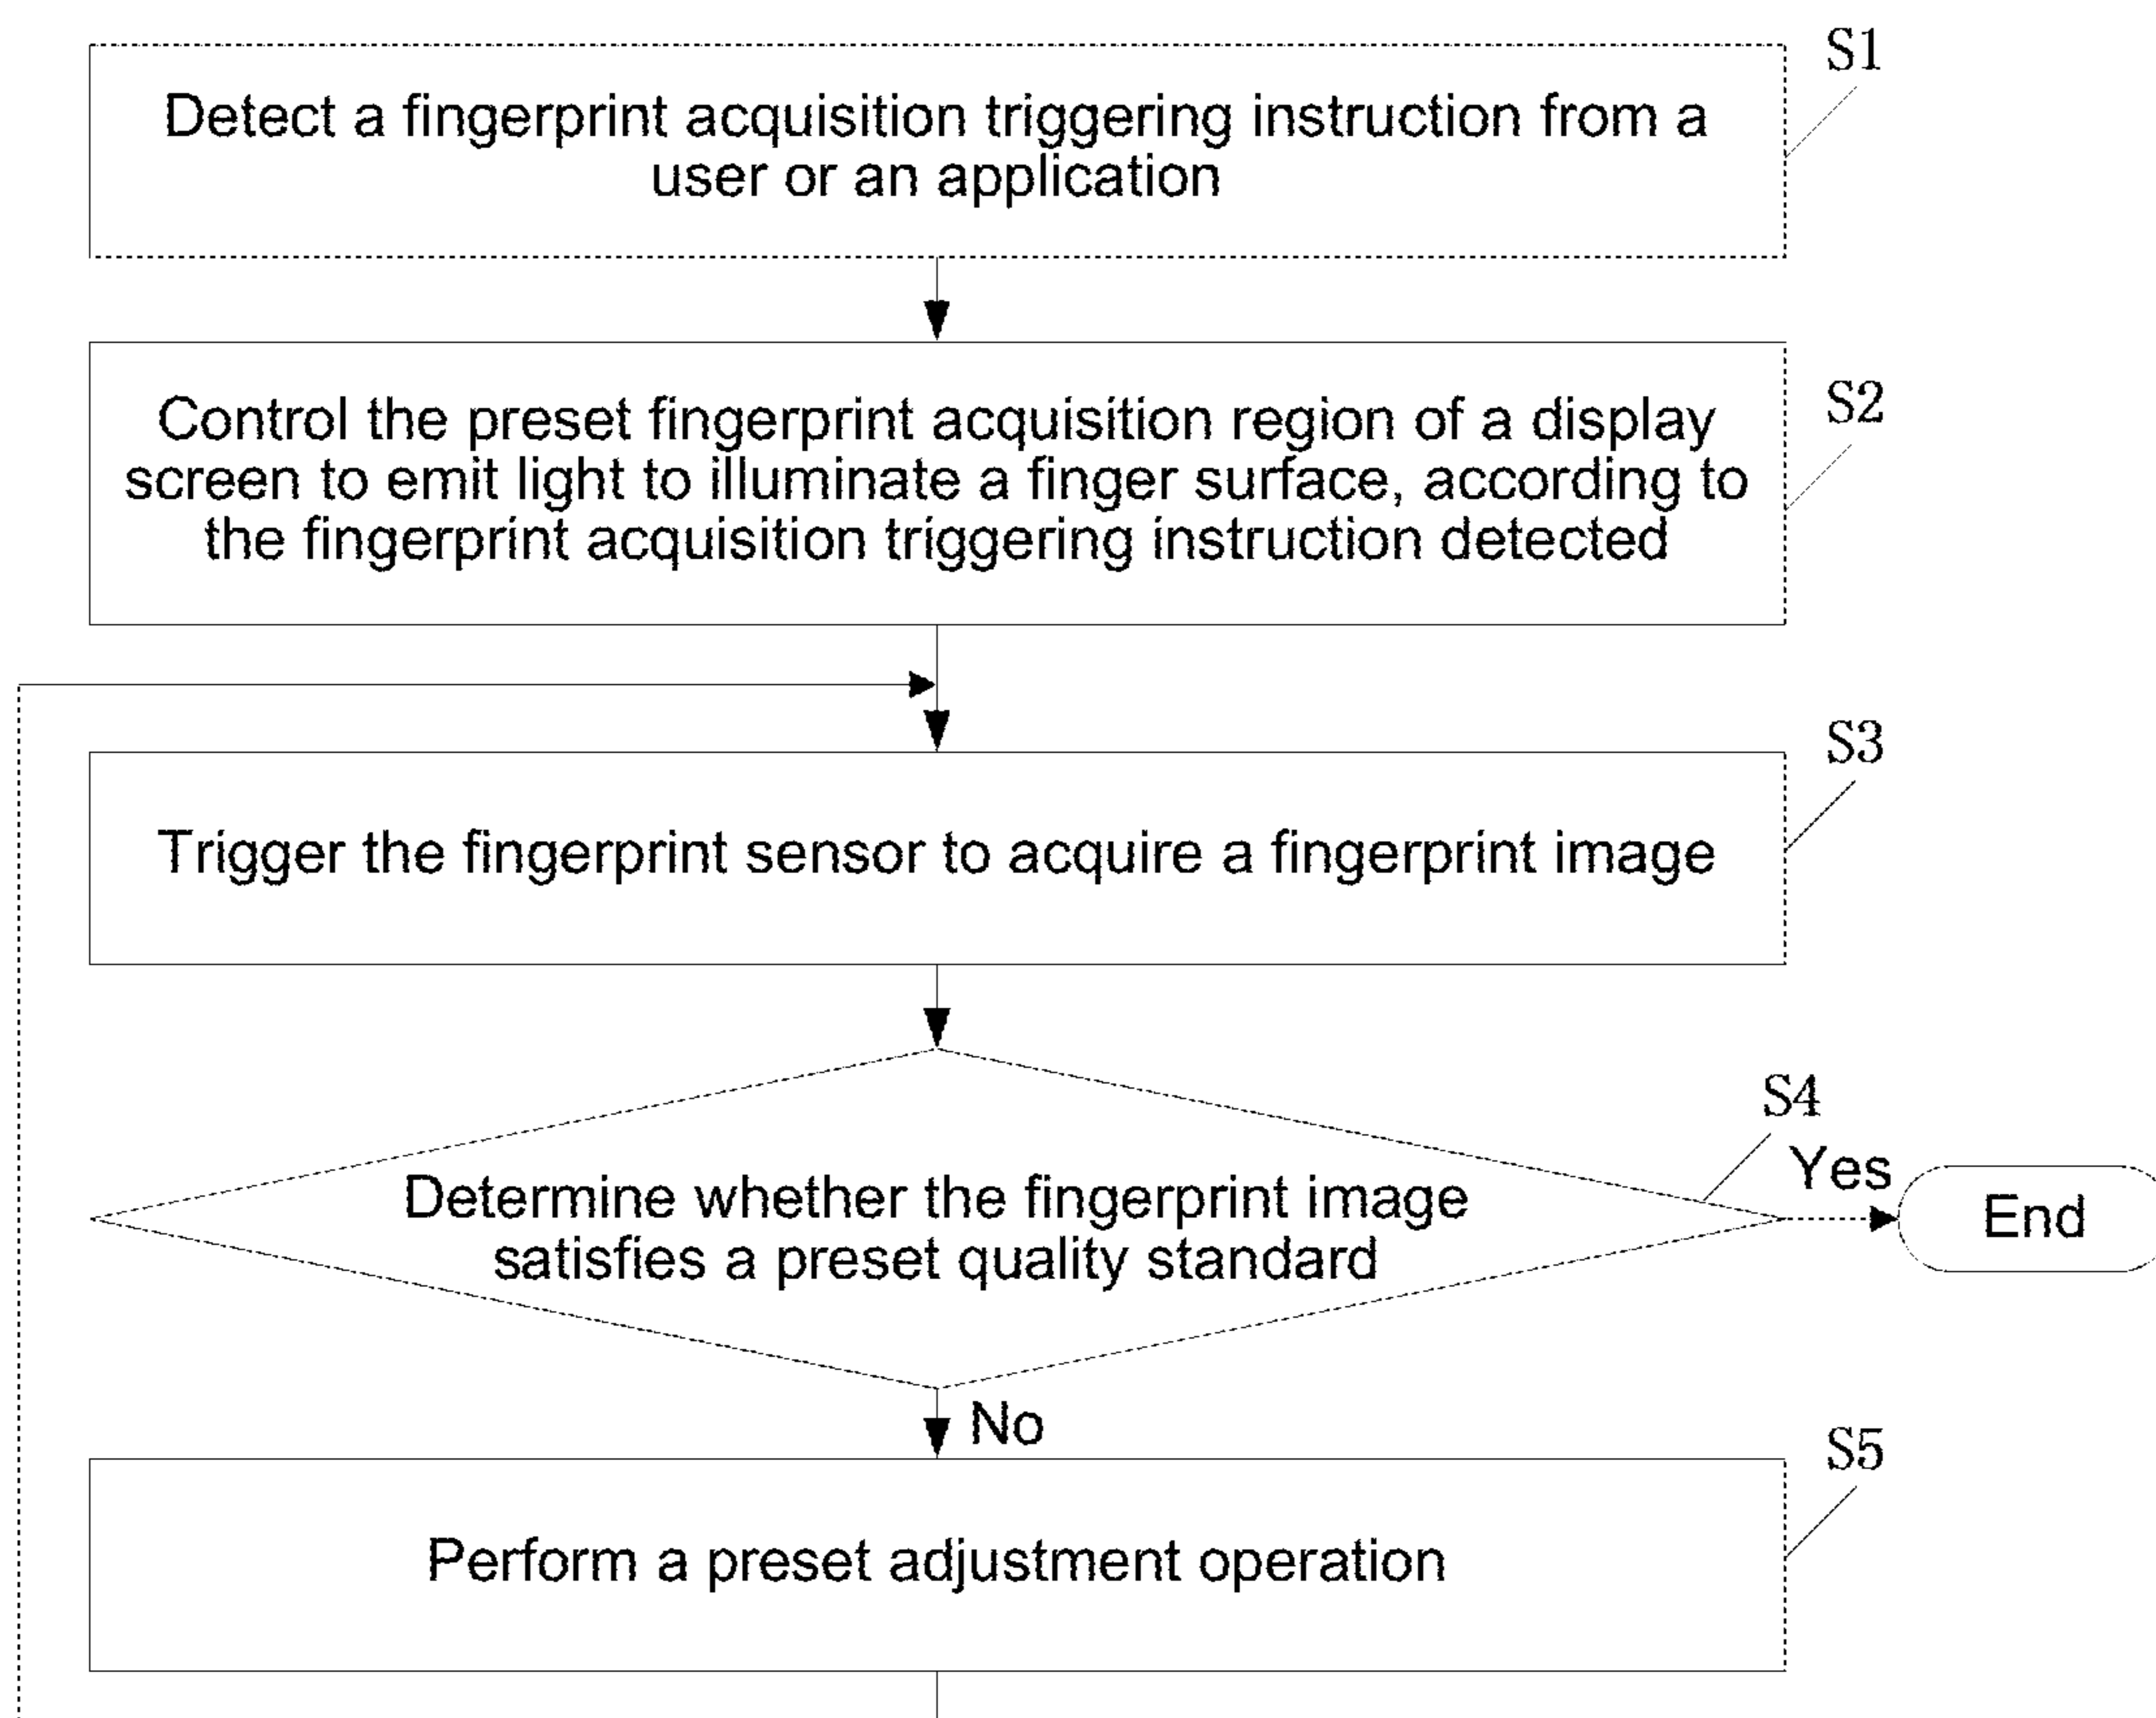 S1
Detect a fingerprint acquisition triggering instruction from a
user or an application
S2
Control the preset fingerprint acquisition region of a display
screen to emit light to illuminate a finger surface, according to
the fingerprint acquisition triggering instruction detected
S3
Trigger the fingerprint sensor to acquire a fingerprint image
S4
Yes
End
Determine whether the fingerprint image
satisfies a preset quality standard
No
S5
Perform a preset adjustment operation